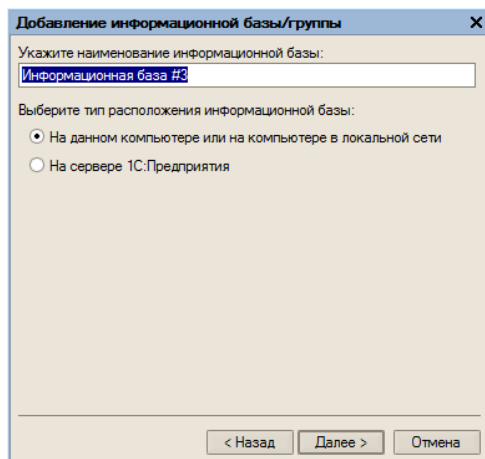 Добавление информационной базы/группы
Укажите наименование информационной базы:
Информационная база #3
Выберите тип расположения информационной базы:
На данном компьютере или на компьютере в локальной сети
На сервере 1С:Предприятия
< Назад Далее > Отмена